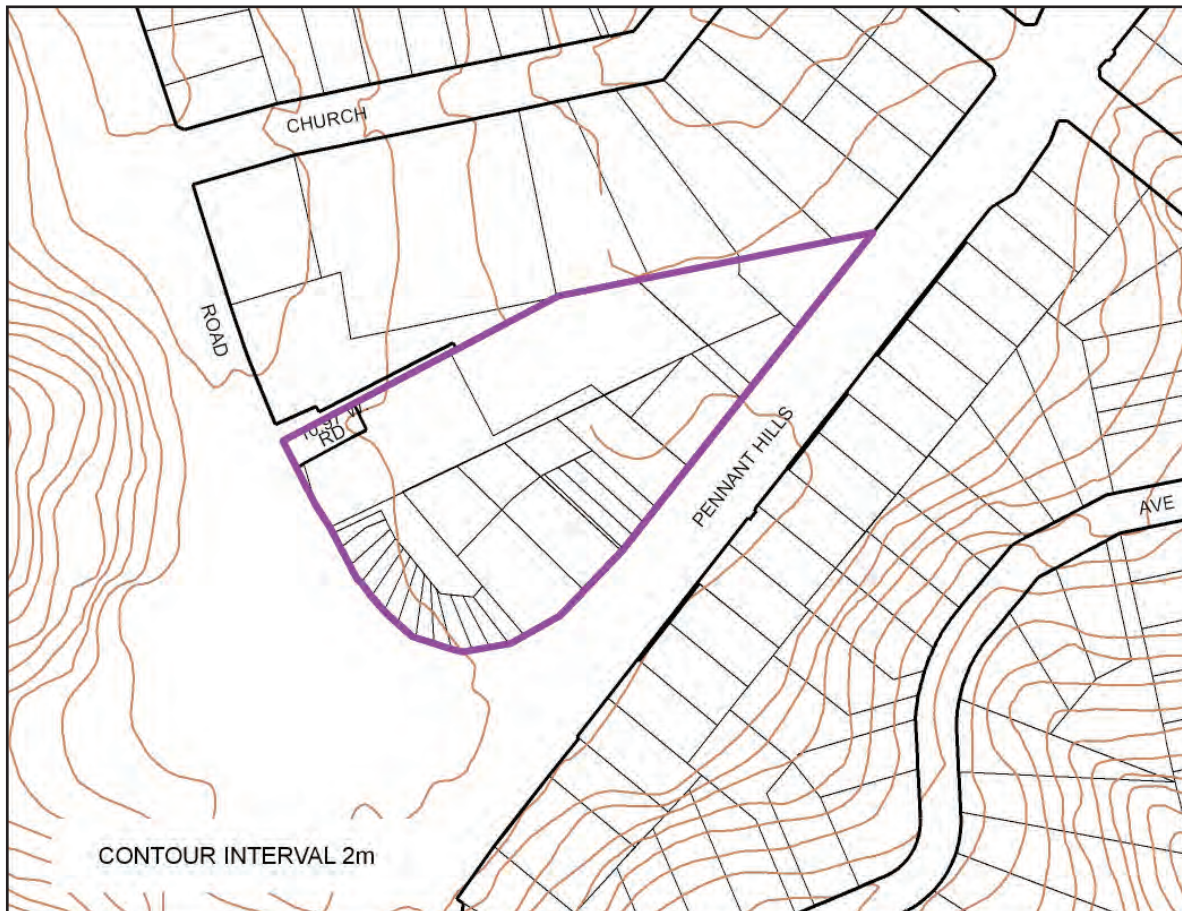 CHURCH
ROAD
RD
PENNANT HILLS
AVE
CONTOUR INTERVAL 2m